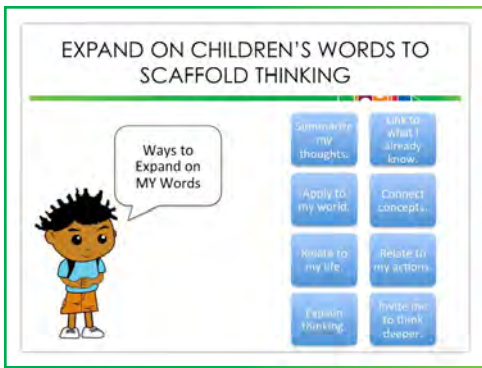 EXPAND ON CHILDREN'S WORDS TO
SCAFFOLD THINKING
Ways to
Expand on
MY Words
Summarize
my
thoughts.
Link to
what I
already
know.
Apply to
my world.
Connect
concepts.
Relate to
my life.
Relate to
my actions.
Explain
thinking.
Invite me
to think
deeper.